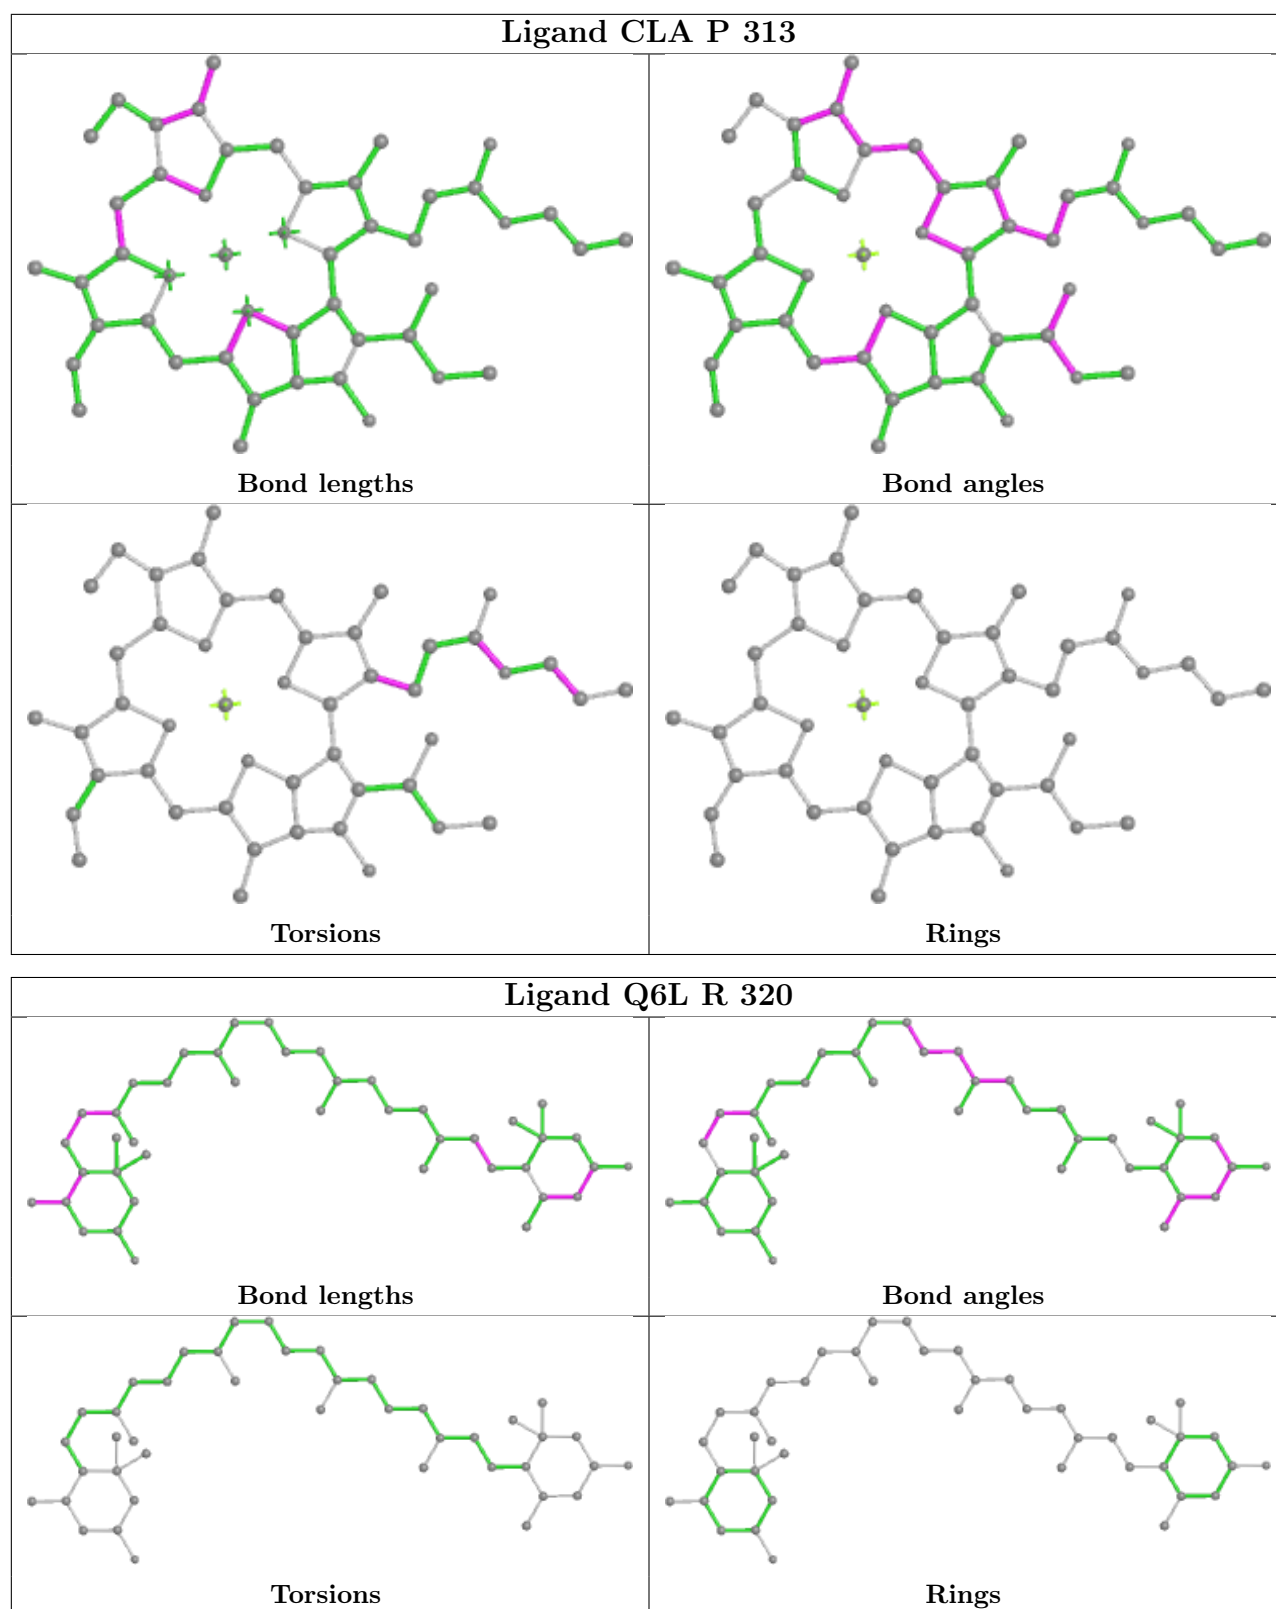 Ligand CLA P 313
Bond lengths
Bond angles
Torsions
Rings
Ligand Q6L R 320
Bond lengths
Bond angles
Torsions
Rings